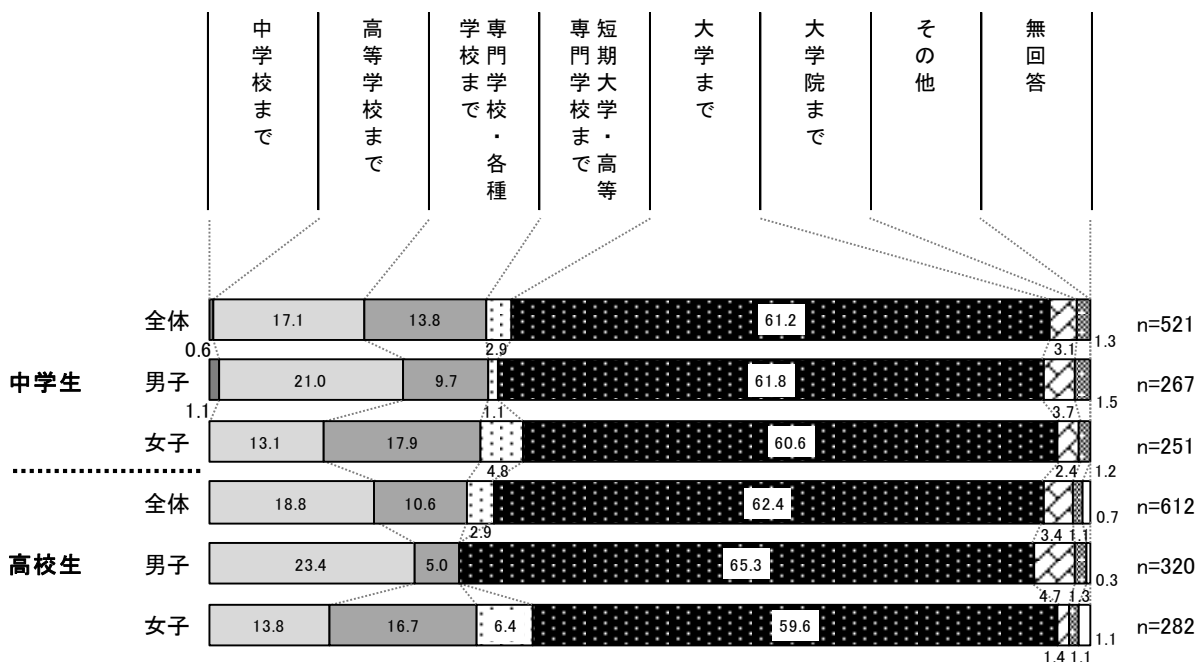 中学校まで
高等学校まで
専門学校・各種
学校まで
短期大学・高等
専門学校まで
大学まで
大学院まで
その他
無回答
中学生
全体 17.1 13.8 61.2 n=521
0.6 2.9 3.1 1.3
男子 21.0 9.7 61.8 n=267
1.1 1.1 3.7 1.5
女子 13.1 17.9 60.6 n=251
4.8 2.4 1.2
高校生
全体 18.8 10.6 62.4 n=612
2.9 3.4 1.1 0.7
男子 23.4 5.0 65.3 n=320
4.7 1.3 0.3
女子 13.8 16.7 6.4 59.6 n=282
1.4 1.1 1.1